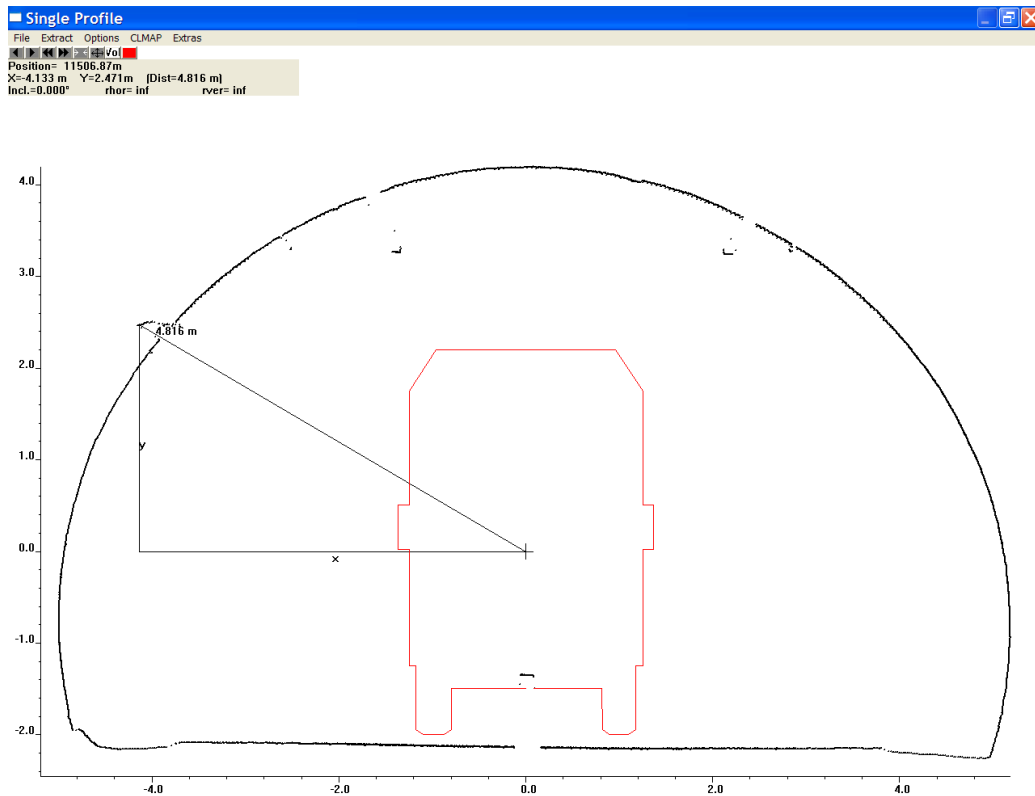 Single Profile
File Extract Options CLMAP Extras
Vol
Position= 11506.87m
X=-4.133 m Y=2.471m (Dist=4.816 m)
Incl.=0.000° rhor= inf rver= inf
4.0
3.0
4.816 m
2.0
y
1.0
0.0
x
-1.0
-2.0
-4.0 -2.0 0.0 2.0 4.0